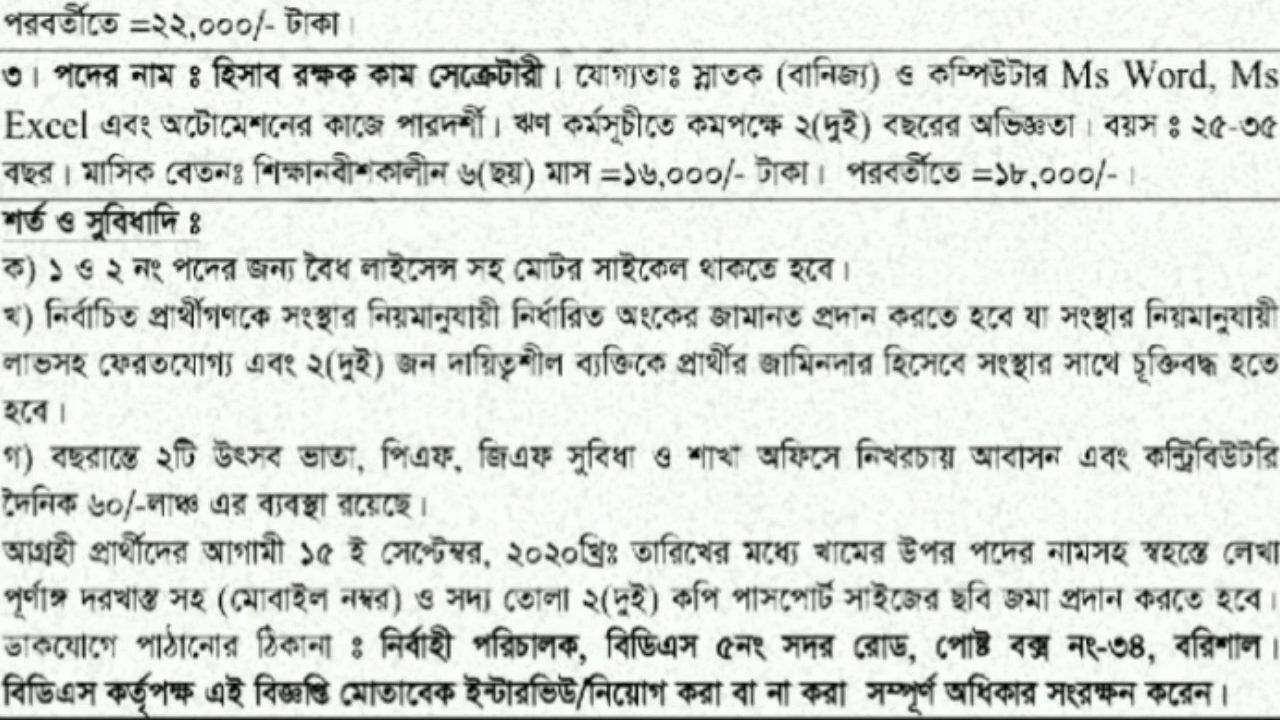 পরবর্তীতে =২২,০০০/- টাকা।
৩। পদের নাম ঃ হিসাব রক্ষক কাম সেক্রেটারী। যোগ্যতাঃ স্নাতক (বানিজ্য) ও কম্পিউটার Ms Word, Ms
Excel এবং অটোমেশনের কাজে পারদর্শী। ঋণ কর্মসূচীতে কমপক্ষে ২(দুই) বছরের অভিজ্ঞতা। বয়স ঃ ২৫-৩৫
বছর। মাসিক বেতনঃ শিক্ষানবীশকালীন ৬(ছয়) মাস =১৬,০০০/- টাকা। পরবর্তীতে =১৮,০০০/- ।
শর্ত ও সুবিধাদি ঃ
ক) ১ ও ২ নং পদের জন্য বৈধ লাইসেন্স সহ মোটর সাইকেল থাকতে হবে।
খ) নির্বাচিত প্রার্থীগণকে সংস্থার নিয়মানুযায়ী নির্ধারিত অংকের জামানত প্রদান করতে হবে যা সংস্থার নিয়মানুযায়ী
লাভসহ ফেরতযোগ্য এবং ২(দুই) জন দায়িত্বশীল ব্যক্তিকে প্রার্থীর জামিনদার হিসেবে সংস্থার সাথে চূক্তিবদ্ধ হতে
হবে।
গ) বছরান্তে ২টি উৎসব ভাতা, পিএফ, জিএফ সুবিধা ও শাখা অফিসে নিখরচায় আবাসন এবং কন্ট্রিবিউটরি
দৈনিক ৬০/-লাঞ্চ এর ব্যবস্থা রয়েছে।
আগ্রহী প্রার্থীদের আগামী ১৫ ই সেপ্টেম্বর, ২০২০খ্রিঃ তারিখের মধ্যে খামের উপর পদের নামসহ স্বহস্তে লেখা
পূর্ণাঙ্গ দরখাস্ত সহ (মোবাইল নম্বর) ও সদ্য তোলা ২(দুই) কপি পাসপোর্ট সাইজের ছবি জমা প্রদান করতে হবে।
ডাকযোগে পাঠানোর ঠিকানা ঃ নির্বাহী পরিচালক, বিডিএস ৫নং সদর রোড, পোষ্ট বক্স নং-৩৪, বরিশাল।
বিডিএস কর্তৃপক্ষ এই বিজ্ঞপ্তি মোতাবেক ইন্টারভিউ/নিয়োগ করা বা না করা সম্পূর্ণ অধিকার সংরক্ষন করেন।